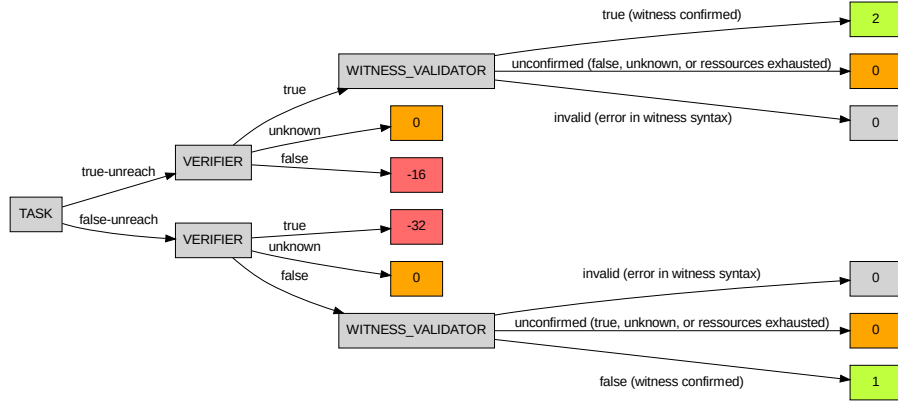 true (witness confirmed)
2
WITNESS_VALIDATOR
unconfirmed (false, unknown, or ressources exhausted)
0
true
invalid (error in witness syntax)
0
unknown
0
VERIFIER
false
-16
true-unreach
TASK
false-unreach
VERIFIER
true
-32
unknown
0
false
invalid (error in witness syntax)
0
WITNESS_VALIDATOR
unconfirmed (true, unknown, or ressources exhausted)
0
false (witness confirmed)
1